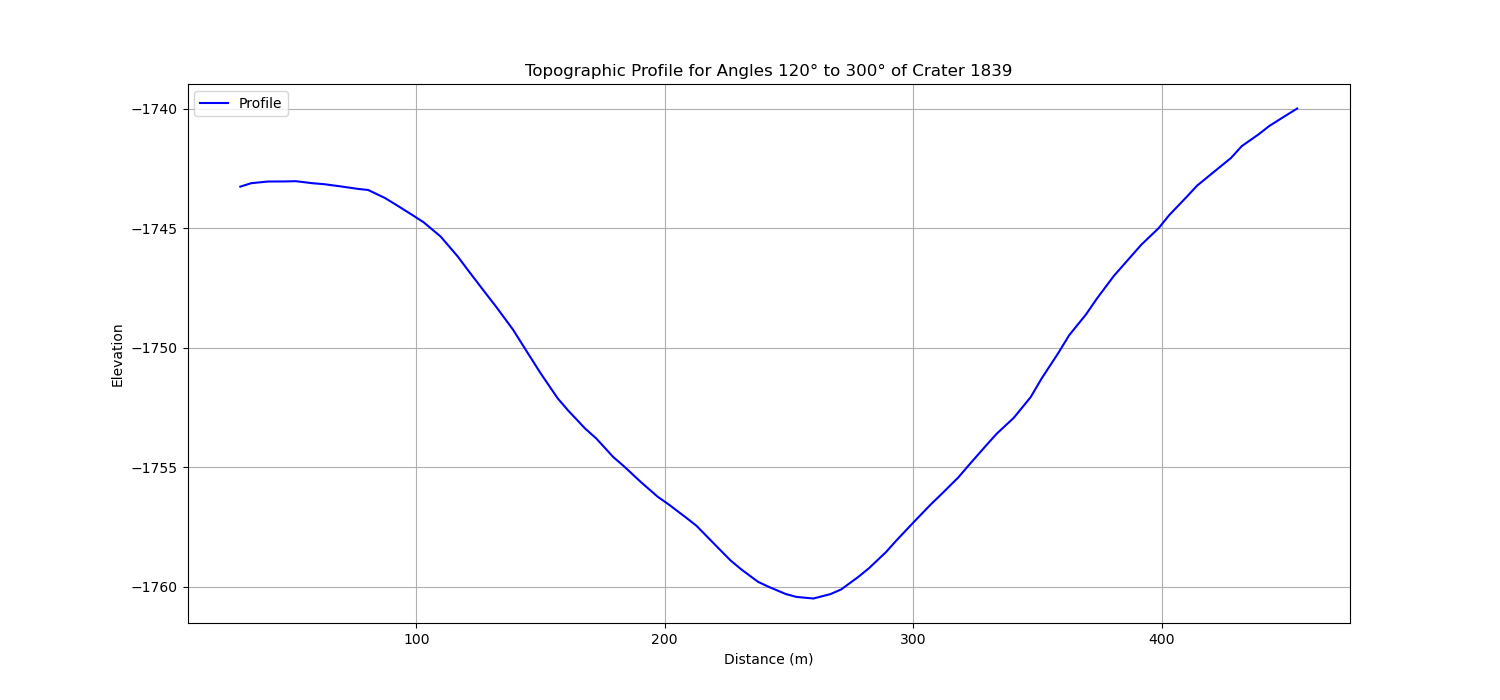 Topographic Profile for Angles 120° to 300° of Crater 1839
Profile
−1740
−1745
−1750
−1755
−1760
Elevation
100
200
300
400
Distance (m)